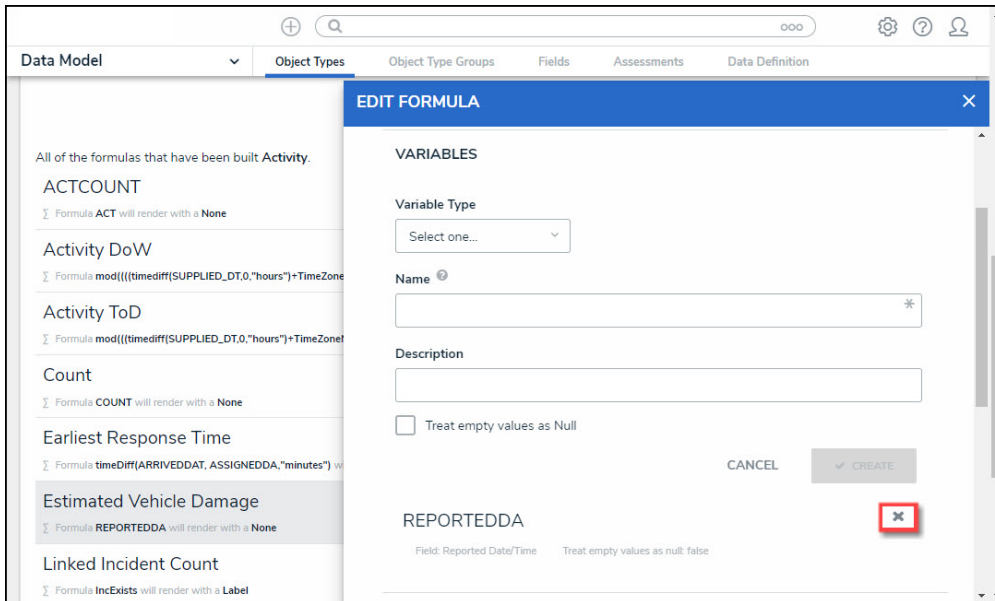 Data Model
Object Types
Object Type Groups
Fields
Assessments
Data Definition
All of the formulas that have been built Activity.
ACTCOUNT
∑ Formula ACT will render with a None
Activity DoW
∑ Formula mod((((timediff(SUPPLIED_DT,0,"hours")+TimeZone
Activity ToD
∑ Formula mod(((timediff(SUPPLIED_DT,0,"hours")+TimeZone
Count
∑ Formula COUNT will render with a None
Earliest Response Time
∑ Formula timeDiff(ARRIVEDDAT, ASSIGNEDDA,"minutes") w
Estimated Vehicle Damage
∑ Formula REPORTEDDA will render with a None
Linked Incident Count
∑ Formula IncExists will render with a Label
EDIT FORMULA
VARIABLES
Variable Type
Select one...
Name
*
Description
Treat empty values as Null
CANCEL
CREATE
REPORTEDDA
Field: Reported Date/Time
Treat empty values as null: false